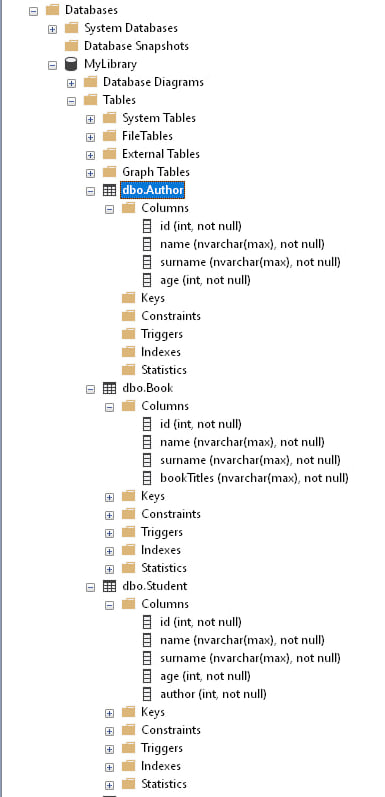 Databases
System Databases
Database Snapshots
MyLibrary
Database Diagrams
Tables
System Tables
FileTables
External Tables
Graph Tables
dbo.Author
Columns
id (int, not null)
name (nvarchar(max), not null)
surname (nvarchar(max), not null)
age (int, not null)
Keys
Constraints
Triggers
Indexes
Statistics
dbo.Book
Columns
id (int, not null)
name (nvarchar(max), not null)
surname (nvarchar(max), not null)
bookTitles (nvarchar(max), not null)
Keys
Constraints
Triggers
Indexes
Statistics
dbo.Student
Columns
id (int, not null)
name (nvarchar(max), not null)
surname (nvarchar(max), not null)
age (int, not null)
author (int, not null)
Keys
Constraints
Triggers
Indexes
Statistics